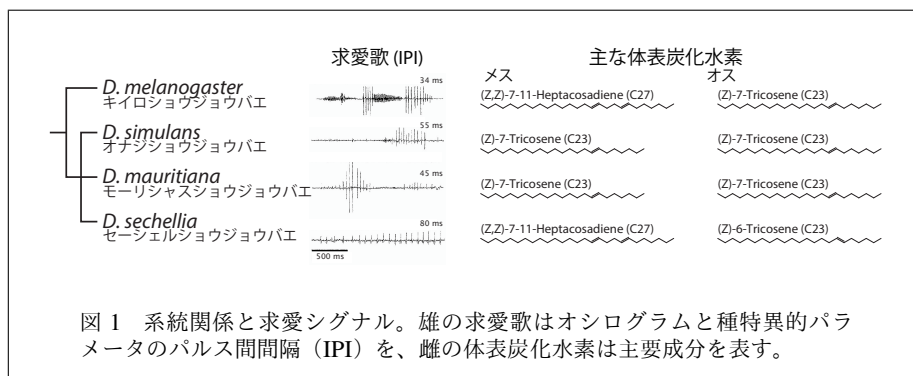 求愛歌 (IPI)
主な体表炭化水素
メス
オス
D. melanogaster
キイロショウジョウバエ
34 ms
(Z,Z)-7-11-Heptacosadiene (C27)
(Z)-7-Tricosene (C23)
D. simulans
オナジショウジョウバエ
55 ms
(Z)-7-Tricosene (C23)
(Z)-7-Tricosene (C23)
D. mauritiana
モーリシャスショウジョウバエ
45 ms
(Z)-7-Tricosene (C23)
(Z)-7-Tricosene (C23)
D. sechellia
セーシェルショウジョウバエ
80 ms
(Z,Z)-7-11-Heptacosadiene (C27)
(Z)-6-Tricosene (C23)
500 ms
図 1 系統関係と求愛シグナル。雄の求愛歌はオシログラムと種特異的パラ
メータのパルス間間隔（IPI）を、雌の体表炭化水素は主要成分を表す。